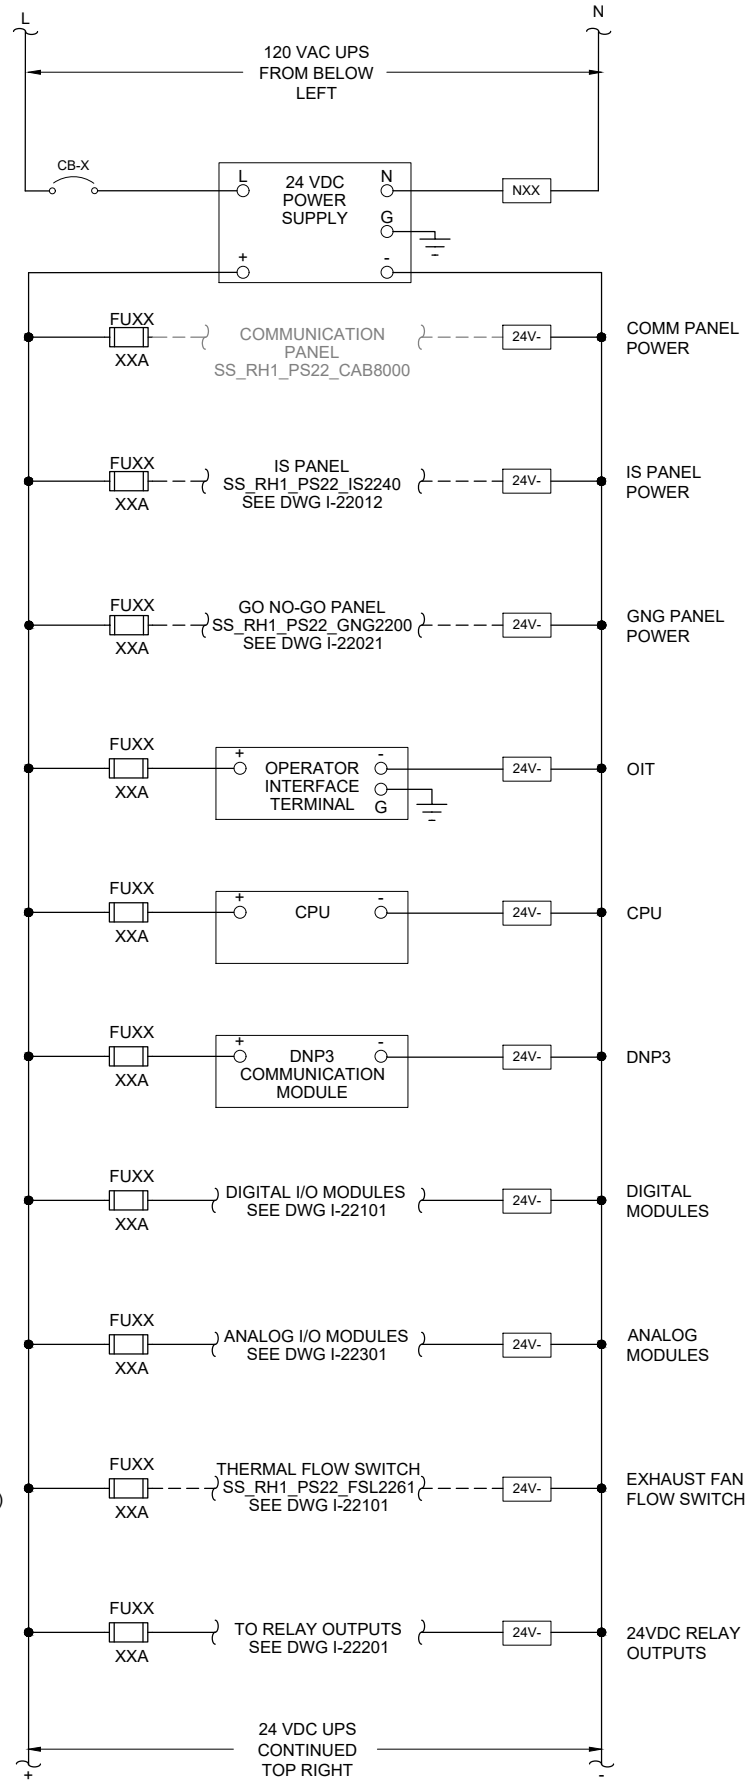 L
N
120 VAC UPS
FROM BELOW
LEFT
CB-X
L
24 VDC
POWER
SUPPLY
N
G
NXX
+
-
FUXX
XXA
COMMUNICATION
PANEL
SS_RH1_PS22_CAB8000
24V-
COMM PANEL
POWER
FUXX
XXA
IS PANEL
SS_RH1_PS22_IS2240
SEE DWG I-22012
24V-
IS PANEL
POWER
FUXX
XXA
GO NO-GO PANEL
SS_RH1_PS22_GNG2200
SEE DWG I-22021
24V-
GNG PANEL
POWER
FUXX
XXA
+
OPERATOR
INTERFACE
TERMINAL
-
G
24V-
OIT
FUXX
XXA
+
CPU
-
24V-
CPU
FUXX
XXA
+
DNP3
COMMUNICATION
MODULE
-
24V-
DNP3
FUXX
XXA
DIGITAL I/O MODULES
SEE DWG I-22101
24V-
DIGITAL
MODULES
FUXX
XXA
ANALOG I/O MODULES
SEE DWG I-22301
24V-
ANALOG
MODULES
)
FUXX
XXA
THERMAL FLOW SWITCH
SS_RH1_PS22_FSL2261
SEE DWG I-22101
24V-
EXHAUST FAN
FLOW SWITCH
FUXX
XXA
TO RELAY OUTPUTS
SEE DWG I-22201
24V-
24VDC RELAY
OUTPUTS
24 VDC UPS
CONTINUED
TOP RIGHT
+
-